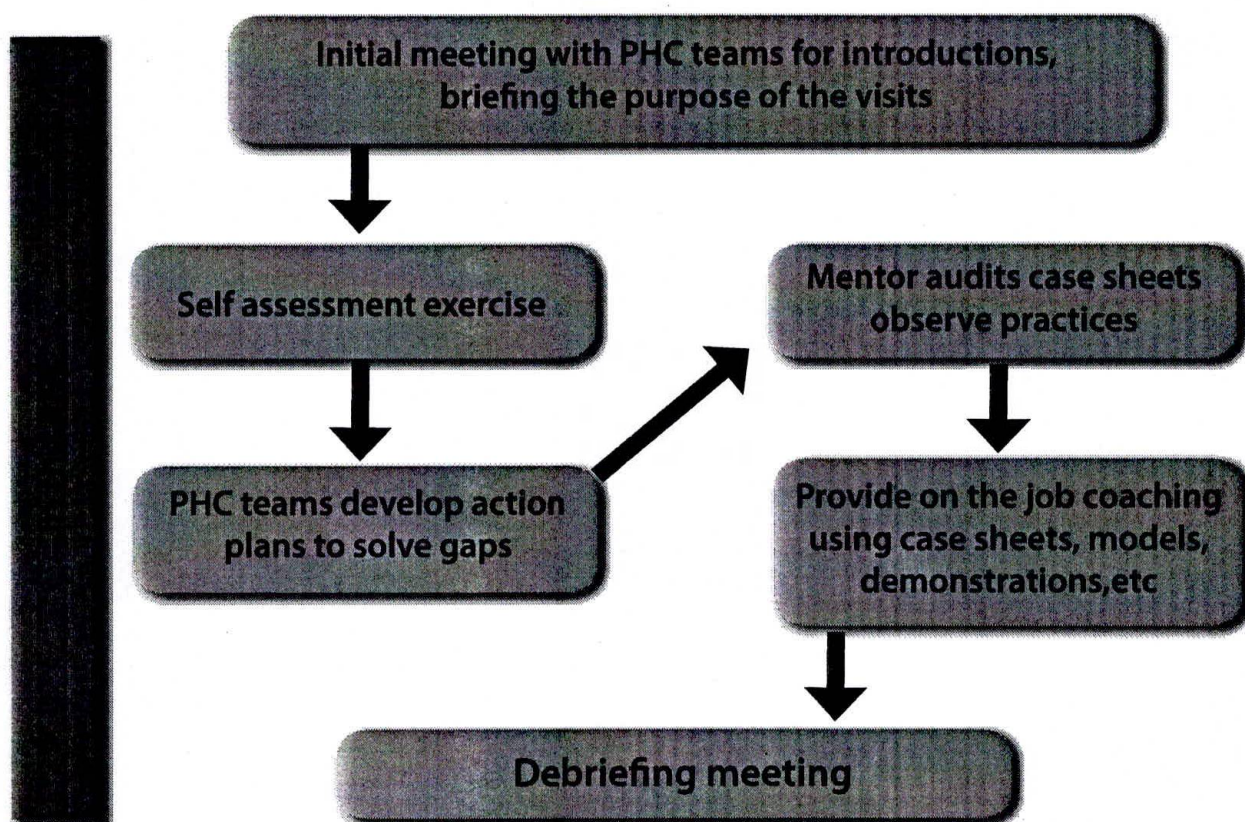 Initial meeting with PHC teams for introductions,
briefing the purpose of the visits
Self assessment exercise
PHC teams develop action
plans to solve gaps
Mentor audits case sheets
observe practices
Provide on the job coaching
using case sheets, models,
demonstrations,etc
Debriefing meeting